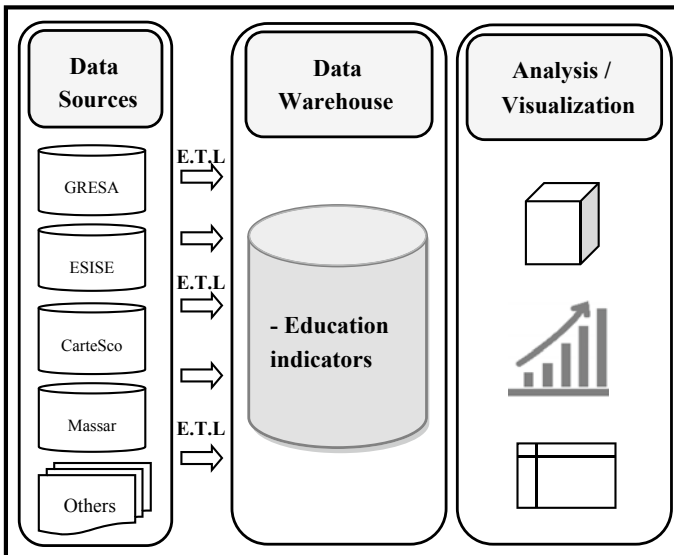 Data
Sources
GRESA
ESISE
CarteSco
Massar
Others
E.T.L
E.T.L
E.T.L
Data
Warehouse
- Education
indicators
Analysis /
Visualization